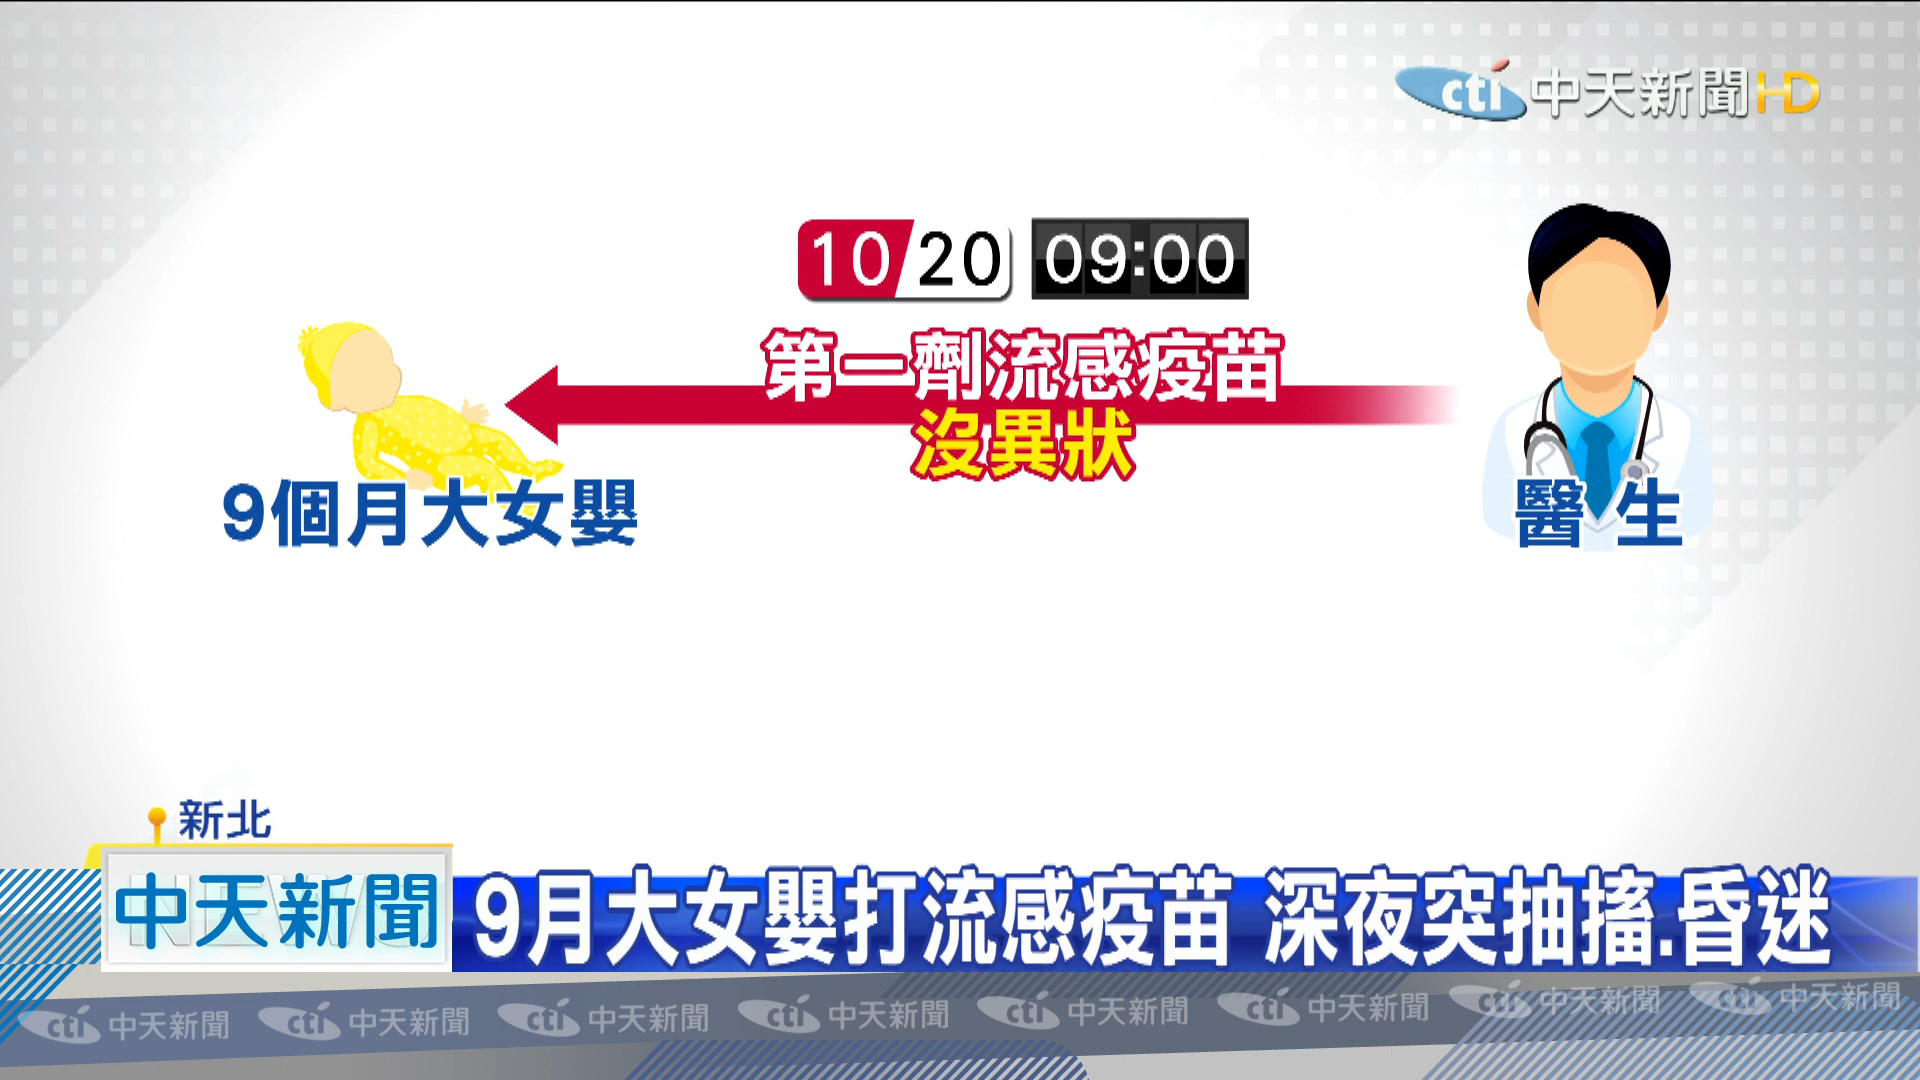 cti 中天新聞HD
10/20 09:00
第一劑流感疫苗
沒異狀
9個月大女嬰
醫生
新北
中天新聞
9月大女嬰打流感疫苗 深夜突抽搐.昏迷
cti 中天新聞 cti 中天新聞 cti 中天新聞 cti 中天新聞 cti 中天新聞 cti 中天新聞 cti 中天新聞 cti 中天新聞